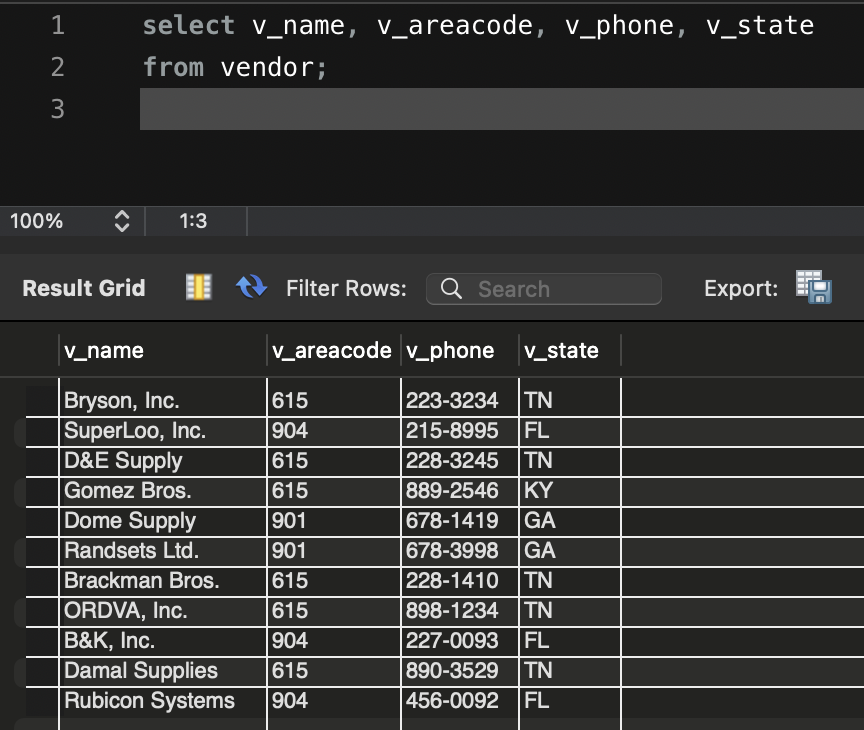 1 select v_name, v_areacode, v_phone, v_state
2 from vendor;
3
100% 1:3
Result Grid Filter Rows: Search Export:
v_name v_areacode v_phone v_state
Bryson, Inc. 615 223-3234 TN
SuperLoo, Inc. 904 215-8995 FL
D&E Supply 615 228-3245 TN
Gomez Bros. 615 889-2546 KY
Dome Supply 901 678-1419 GA
Randsets Ltd. 901 678-3998 GA
Brackman Bros. 615 228-1410 TN
ORDVA, Inc. 615 898-1234 TN
B&K, Inc. 904 227-0093 FL
Damal Supplies 615 890-3529 TN
Rubicon Systems 904 456-0092 FL